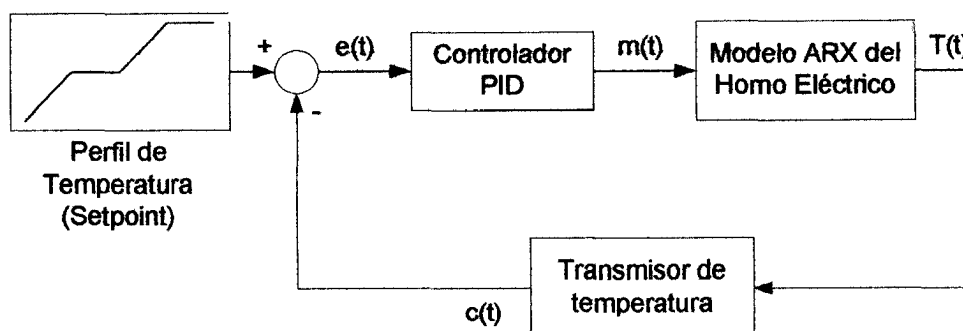 +
e(t)
Controlador
PID
m(t)
Modelo ARX del
Homo Eléctrico
T(t)
-
Perfil de
Temperatura
(Setpoint)
Transmisor de
temperatura
c(t)